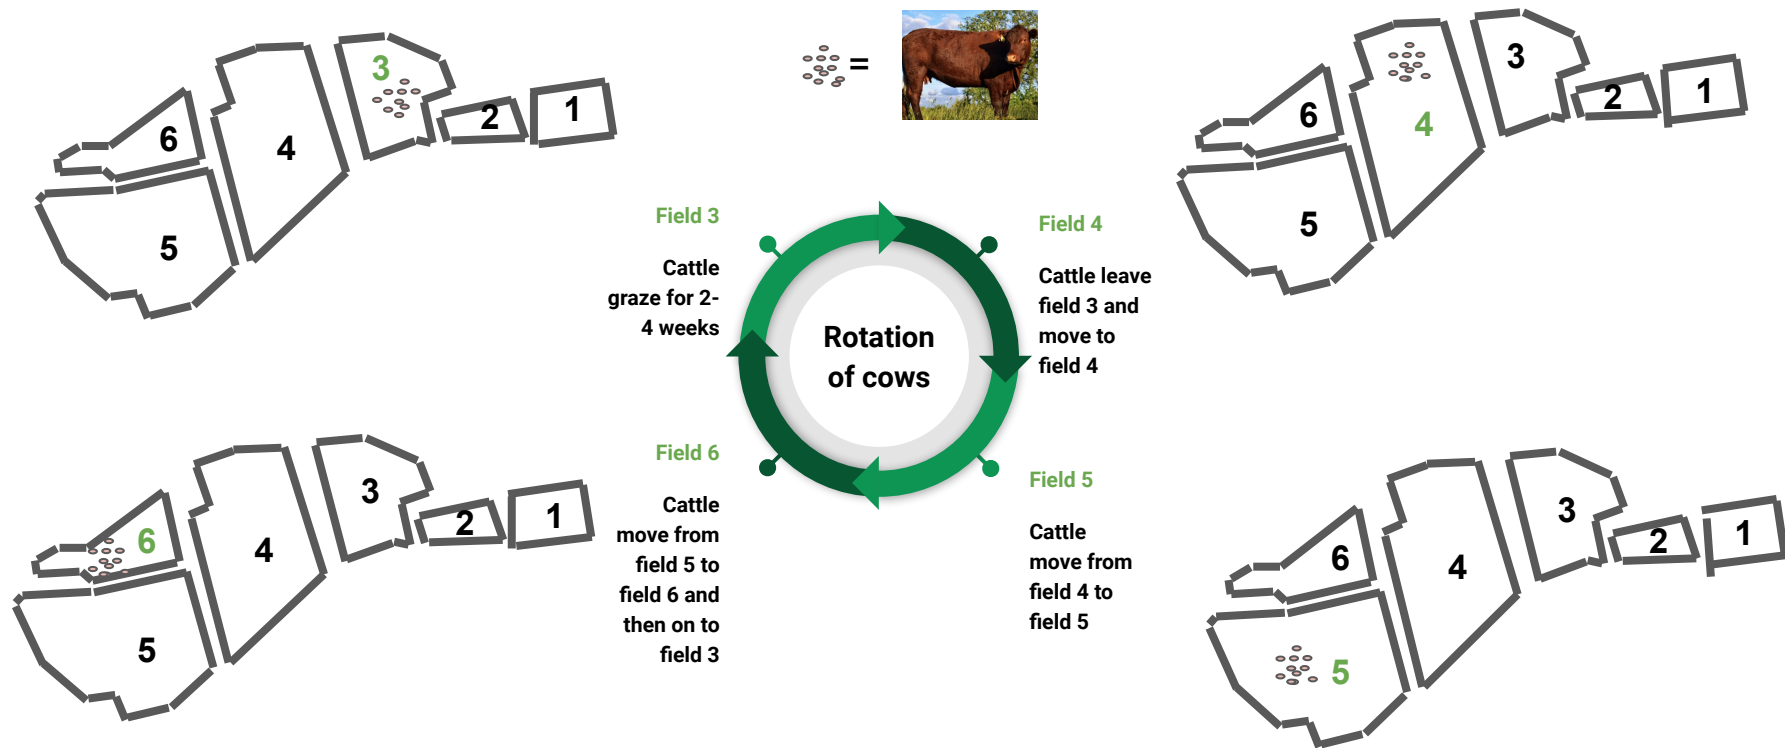 3
6
4
2
1
5
=
3
4
2
1
6
5
Field 3
Cattle
graze for 2-
4 weeks
Field 4
Cattle leave
field 3 and
move to
field 4
Rotation
of cows
Field 6
Cattle
move from
field 5 to
field 6 and
then on to
field 3
Field 5
Cattle
move from
field 4 to
field 5
3
6
4
2
1
5
3
6
4
2
1
5